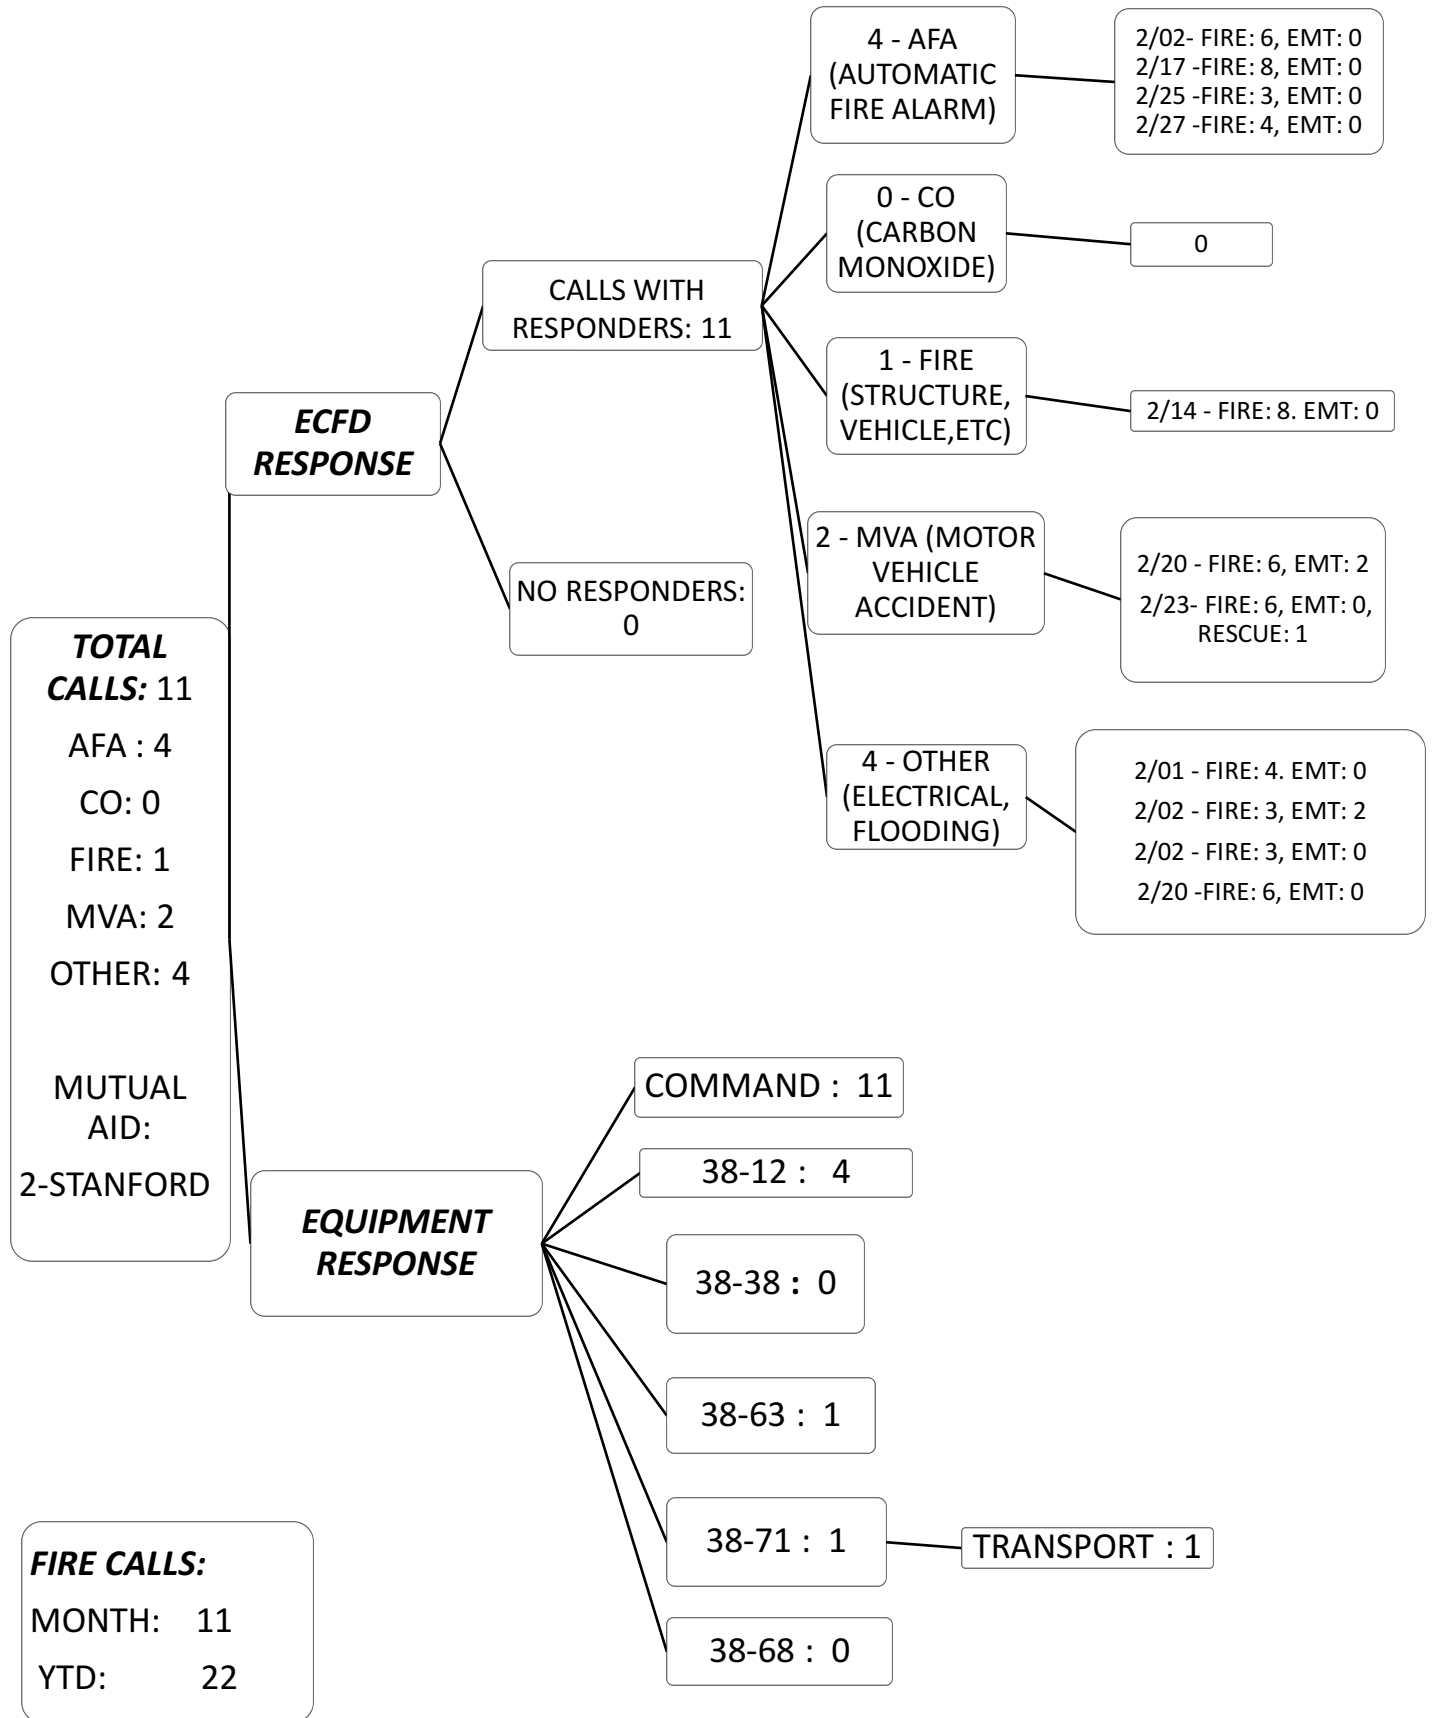 TOTAL
CALLS: 11
AFA : 4
CO: 0
FIRE: 1
MVA: 2
OTHER: 4
MUTUAL
AID:
2-STANFORD
ECFD
RESPONSE
CALLS WITH
RESPONDERS: 11
4 - AFA
(AUTOMATIC
FIRE ALARM)
2/02- FIRE: 6, EMT: 0
2/17 -FIRE: 8, EMT: 0
2/25 -FIRE: 3, EMT: 0
2/27 -FIRE: 4, EMT: 0
0 - CO
(CARBON
MONOXIDE)
0
1 - FIRE
(STRUCTURE,
VEHICLE,ETC)
2/14 - FIRE: 8. EMT: 0
2 - MVA (MOTOR
VEHICLE
ACCIDENT)
2/20 - FIRE: 6, EMT: 2
2/23- FIRE: 6, EMT: 0,
RESCUE: 1
4 - OTHER
(ELECTRICAL,
FLOODING)
2/01 - FIRE: 4. EMT: 0
2/02 - FIRE: 3, EMT: 2
2/02 - FIRE: 3, EMT: 0
2/20 -FIRE: 6, EMT: 0
NO RESPONDERS:
0
EQUIPMENT
RESPONSE
COMMAND : 11
38-12 : 4
38-38 : 0
38-63 : 1
38-71 : 1
TRANSPORT : 1
38-68 : 0
FIRE CALLS:
MONTH: 11
YTD: 22